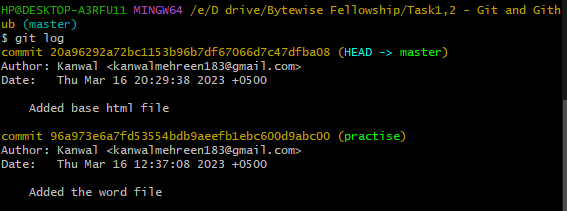 HP@DESKTOP-A3RFU11 MINGW64 /e/D drive/Bytewise Fellowship/Task1,2 - Git and Gith
ub (master)
$ git log
commit 20a96292a72bc1153b96b7df67066d7c47dfba08 (HEAD -> master)
Author: Kanwal <kanwalmehreen183@gmail.com>
Date:   Thu Mar 16 20:29:38 2023 +0500
    Added base html file
commit 96a973e6a7fd53554bdb9aeefb1ebc600d9abc00 (practise)
Author: Kanwal <kanwalmehreen183@gmail.com>
Date:   Thu Mar 16 12:37:08 2023 +0500
    Added the word file